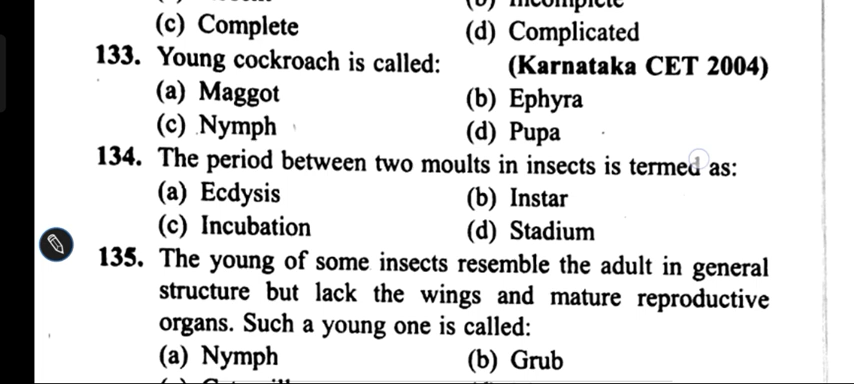 (c) Complete (d) Complicated
133. Young cockroach is called: (Karnataka CET 2004)
(a) Maggot (b) Ephyra
(c) Nymph (d) Pupa
134. The period between two moults in insects is termed as:
(a) Ecdysis (b) Instar
(c) Incubation (d) Stadium
135. The young of some insects resemble the adult in general
structure but lack the wings and mature reproductive
organs. Such a young one is called:
(a) Nymph (b) Grub